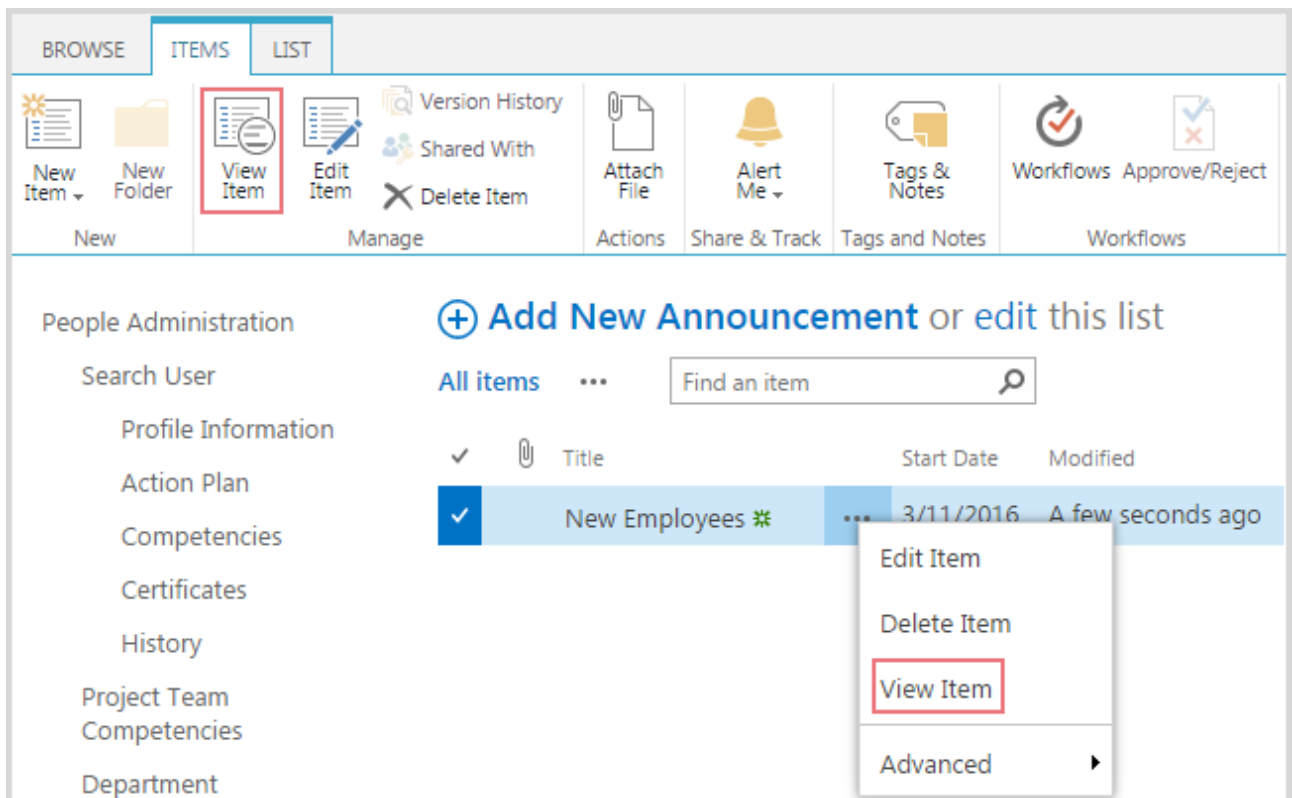 BROWSE ITEMS LIST
New Item
New Folder
View Item
Edit Item
Version History
Shared With
Delete Item
Attach File
Alert Me
Tags & Notes
Workflows
Approve/Reject
New
Manage
Actions
Share & Track
Tags and Notes
Workflows
People Administration
Search User
Profile Information
Action Plan
Competencies
Certificates
History
Project Team
Competencies
Department
Add New Announcement or edit this list
All items ••• Find an item
Title Start Date Modified
New Employees ••• 3/11/2016 A few seconds ago
Edit Item
Delete Item
View Item
Advanced